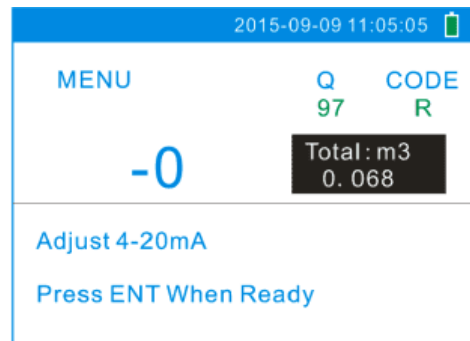 2015-09-09 11:05:05
MENU Q CODE
97 R
-0 Total:m3
0.068
Adjust 4-20mA
Press ENT When Ready